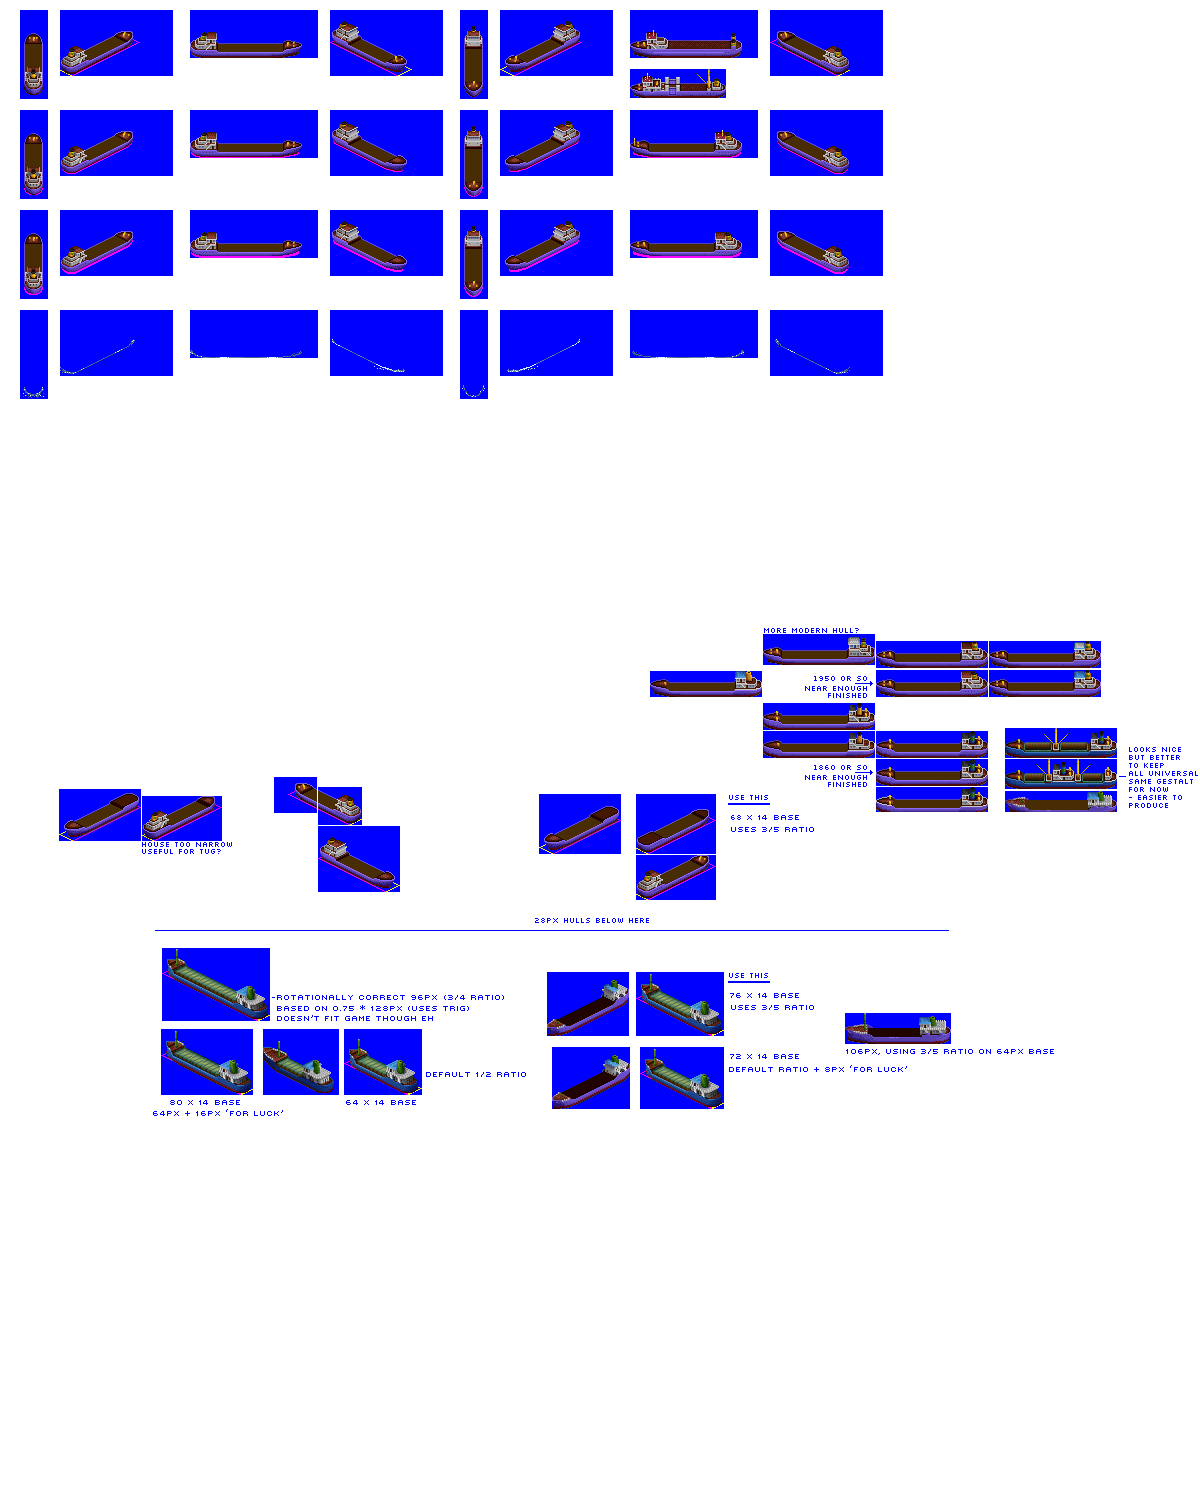 MORE MODERN HULL?
1950 OR SO
NEAR ENOUGH
FINISHED
1860 OR SO
NEAR ENOUGH
FINISHED
LOOKS NICE
BUT BETTER
TO KEEP
ALL UNIVERSAL
SAME GESTALT
FOR NOW
- EASIER TO
PRODUCE
HOUSE TOO NARROW
USEFUL FOR TUG?
USE THIS
68 X 14 BASE
USES 3/5 RATIO
28PX HULLS BELOW HERE
-ROTATIONALLY CORRECT 96PX (3/4 RATIO)
BASED ON 0.75 * 128PX (USES TRIG)
DOESN'T FIT GAME THOUGH EH
USE THIS
76 X 14 BASE
USES 3/5 RATIO
106PX, USING 3/5 RATIO ON 64PX BASE
72 X 14 BASE
DEFAULT RATIO + 8PX 'FOR LUCK'
DEFAULT 1/2 RATIO
80 X 14 BASE
64PX + 16PX 'FOR LUCK'
64 X 14 BASE